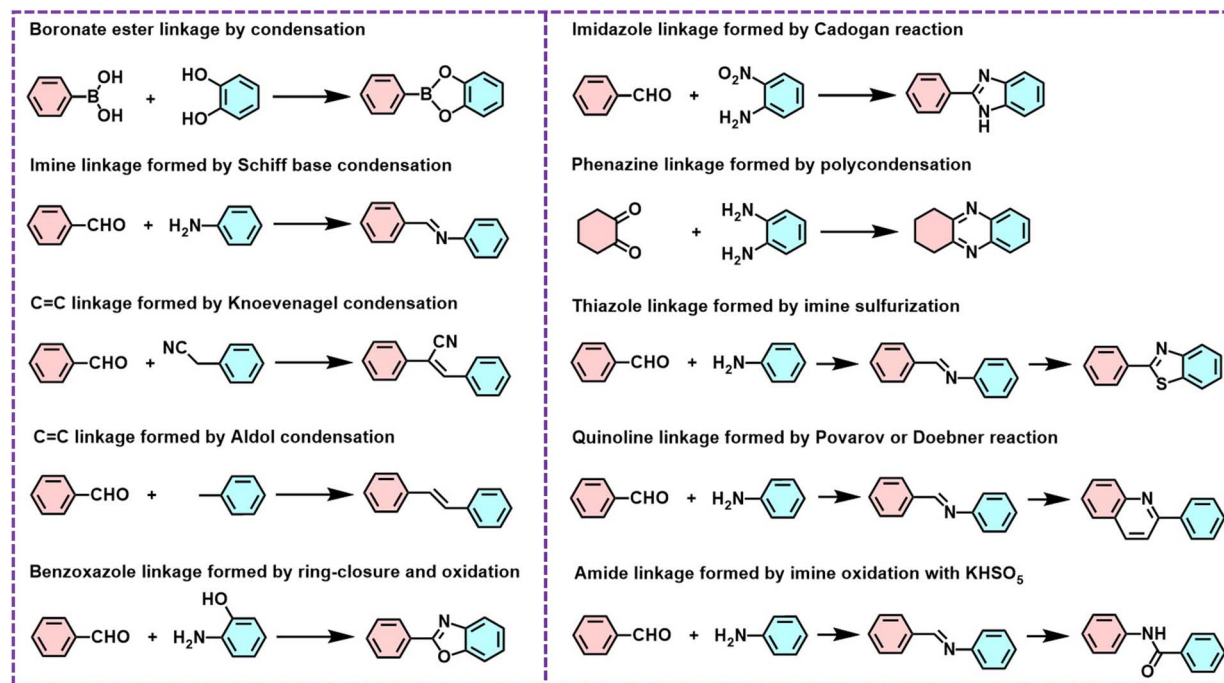 Boronate ester linkage by condensation
OH
B
OH
+
HO
HO
O
B
O
Imine linkage formed by Schiff base condensation
CHO
+
H₂N
N
C=C linkage formed by Knoevenagel condensation
CHO
+
NC
CN
C=C linkage formed by Aldol condensation
CHO
+
Benzoxazole linkage formed by ring-closure and oxidation
CHO
+
HO
H₂N
N
O
Imidazole linkage formed by Cadogan reaction
CHO
+
O₂N
H₂N
N
N
H
Phenazine linkage formed by polycondensation
O
O
+
H₂N
H₂N
N
N
Thiazole linkage formed by imine sulfurization
CHO
+
H₂N
N
N
S
Quinoline linkage formed by Povarov or Doebner reaction
CHO
+
H₂N
N
N
Amide linkage formed by imine oxidation with KHSO₅
CHO
+
H₂N
N
NH
O